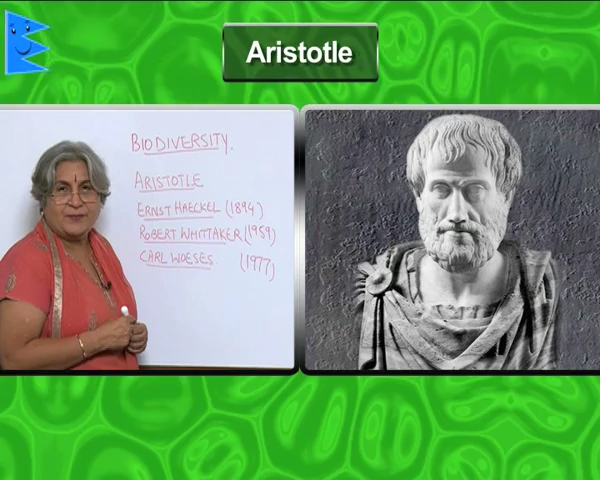 Aristotle
BIODIVERSITY.
ARISTOTLE
ERNST HAECKEL (1894)
ROBERT WHITTAKER (1959)
CARL WOESES (1977)